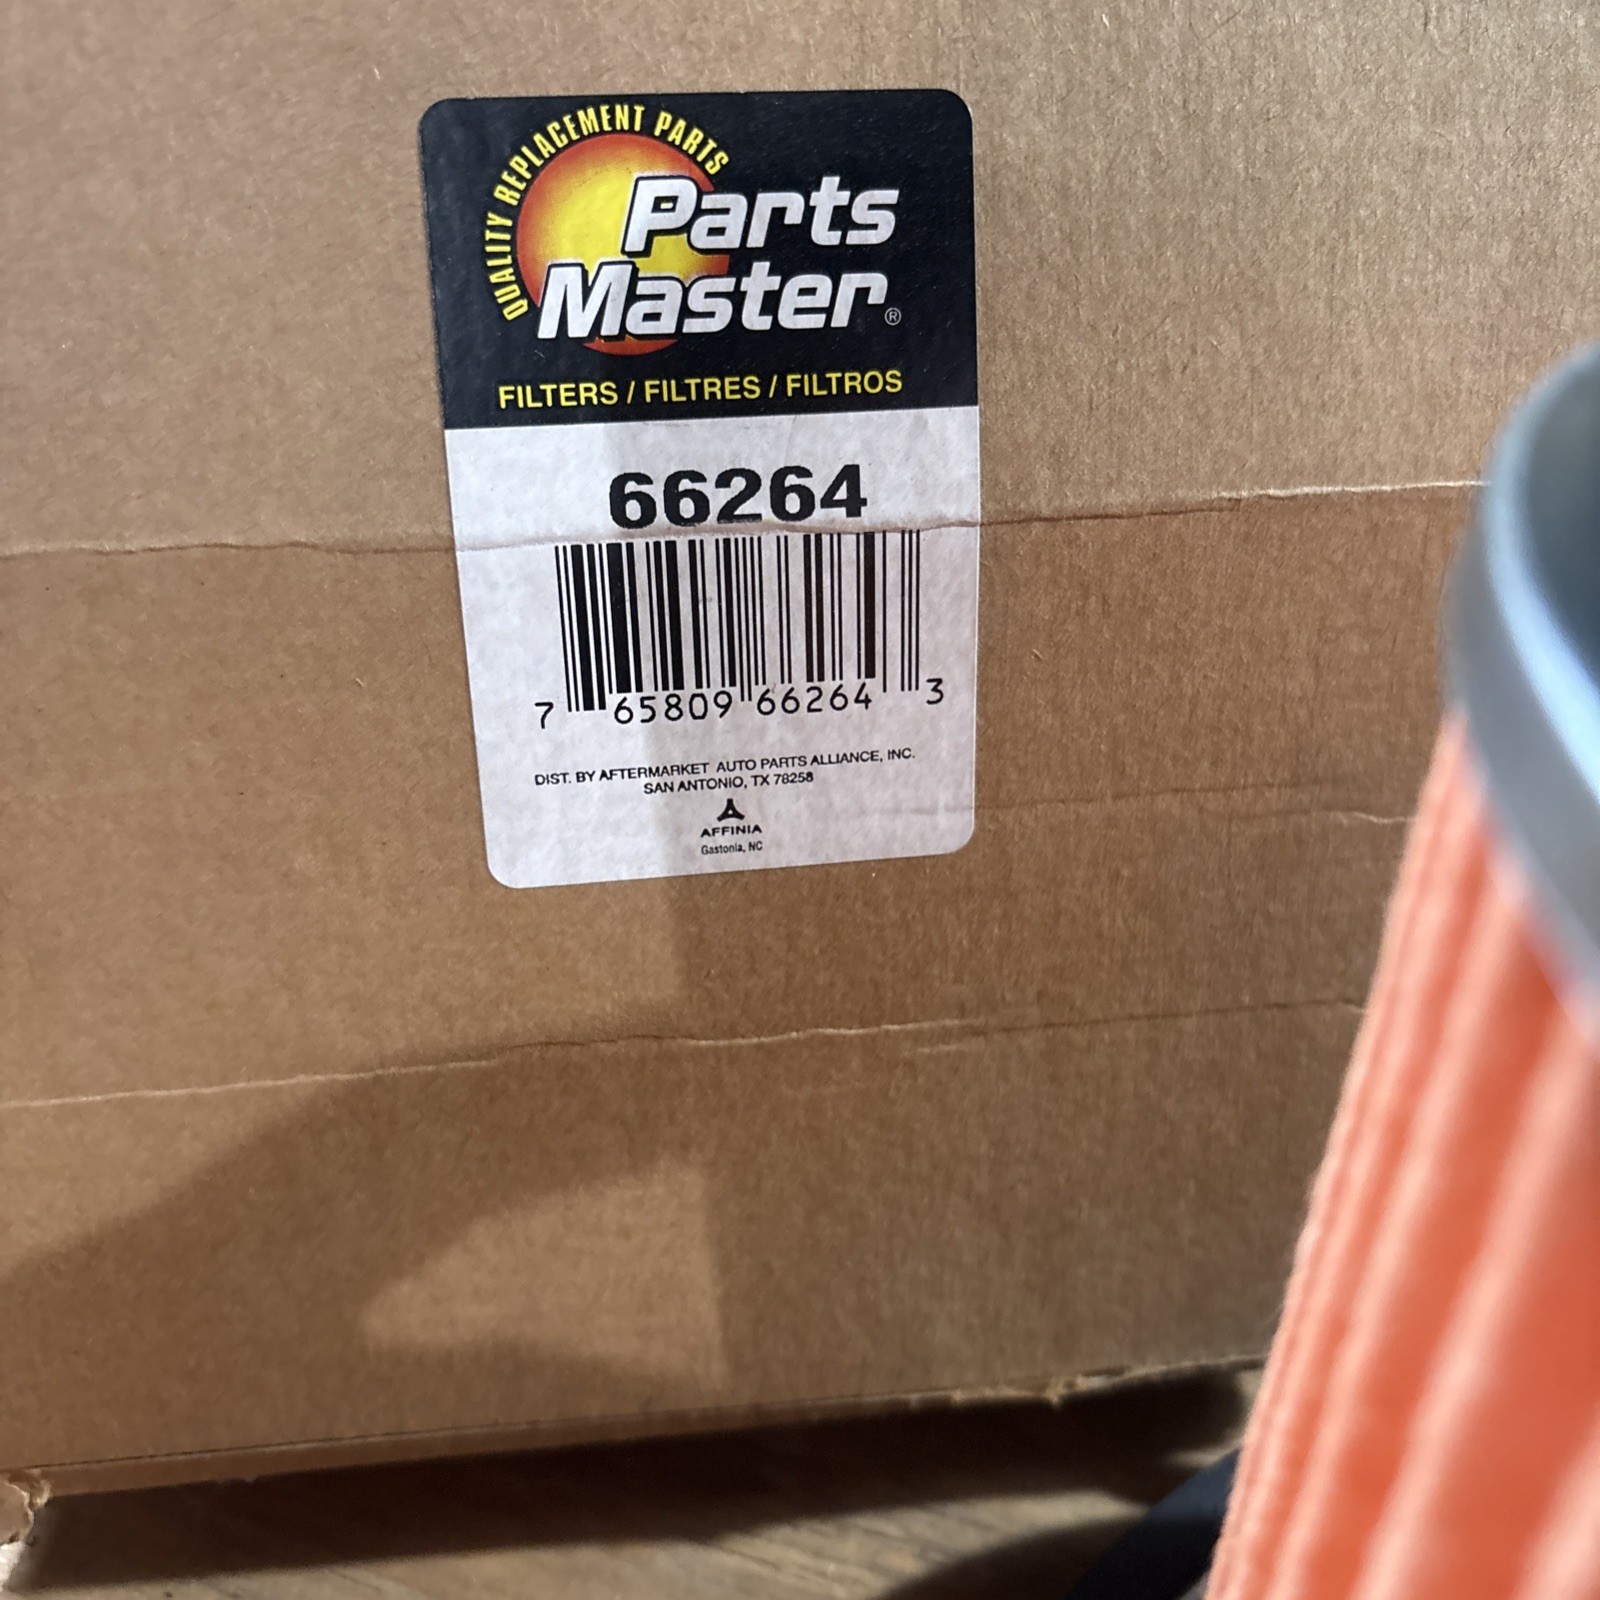 QUALITY REPLACEMENT PARTS
Parts
Master®
FILTERS / FILTRES / FILTROS
66264
7 65809 66264 3
DIST. BY AFTERMARKET AUTO PARTS ALLIANCE, INC.
SAN ANTONIO, TX 78258
AFFINIA
Gastonia, NC